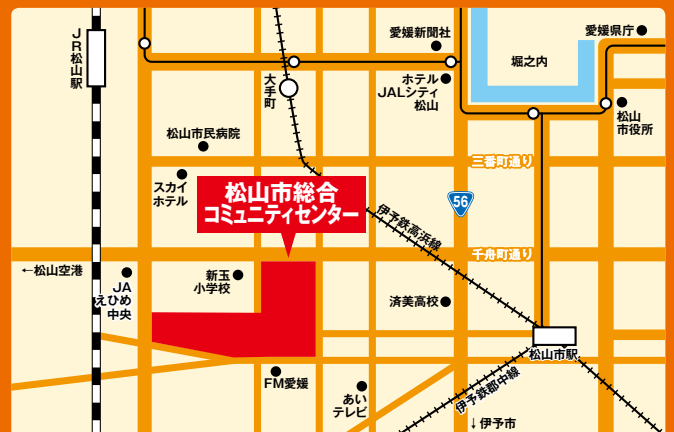 JR松山駅
愛媛新聞社
愛媛県庁
堀之内
大手町
ホテル
JALシティ
松山
松山
市役所
松山市民病院
三番町通り
スカイ
ホテル
松山市総合
コミュニティセンター
56
伊予鉄高浜線
千舟町通り
←松山空港
JA
えひめ
中央
新玉
小学校
済美高校
松山市駅
FM愛媛
あい
テレビ
伊予鉄郡中線
↓伊予市